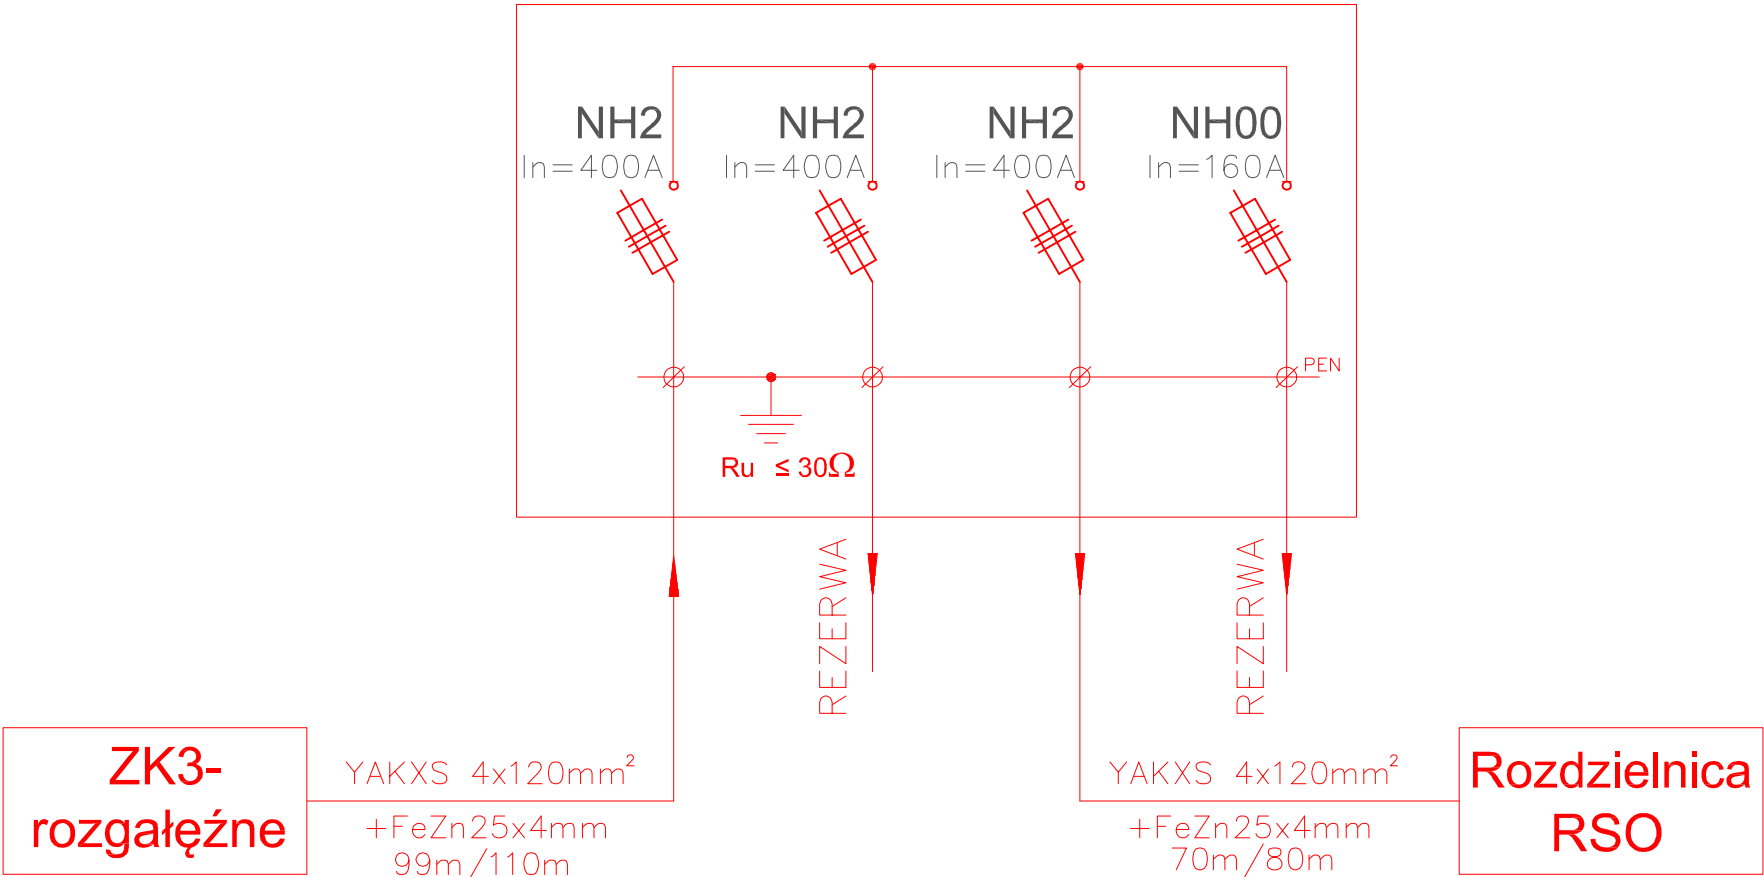 NH2
In=400A
NH2
In=400A
NH2
In=400A
NH00
In=160A
PEN
Ru ≤ 30Ω
REZERWA
REZERWA
ZK3-
rozgałęźne
YAKXS 4x120mm²
+FeZn25x4mm
99m/110m
YAKXS 4x120mm²
+FeZn25x4mm
70m/80m
Rozdzielnica
RSO